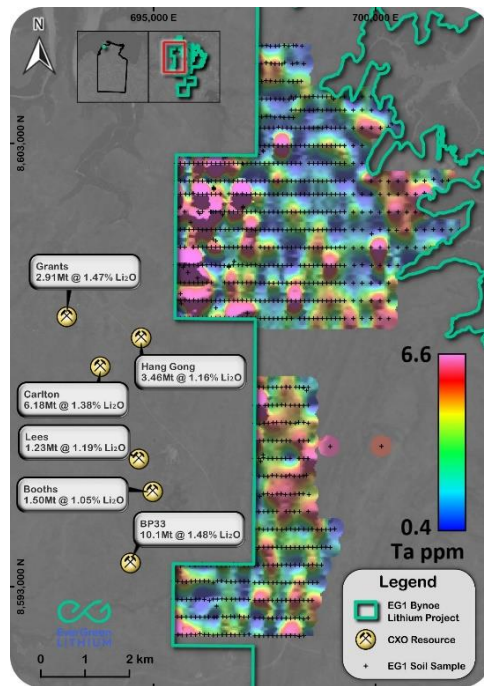 695,000 E
700,000 E
N
8,603,000 N
Grants
2.91Mt @ 1.47% Li₂O
Hang Gong
3.46Mt @ 1.16% Li₂O
Carlton
6.18Mt @ 1.38% Li₂O
Lees
1.23Mt @ 1.19% Li₂O
Booths
1.50Mt @ 1.05% Li₂O
BP33
10.1Mt @ 1.48% Li₂O
6.6
0.4
Ta ppm
8,593,000 N
EverGreen
LITHIUM
0 1 2 km
Legend
EG1 Bynoe
Lithium Project
CXO Resource
EG1 Soil Sample